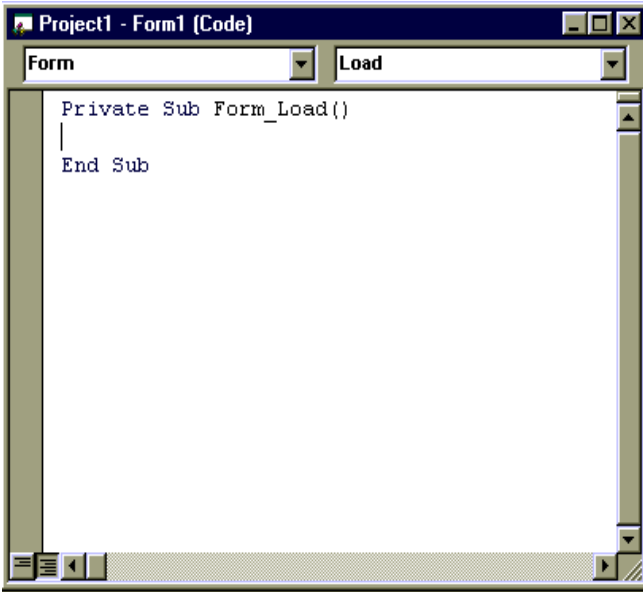 Project1 - Form1 (Code)
Form Load
Private Sub Form_Load()
End Sub